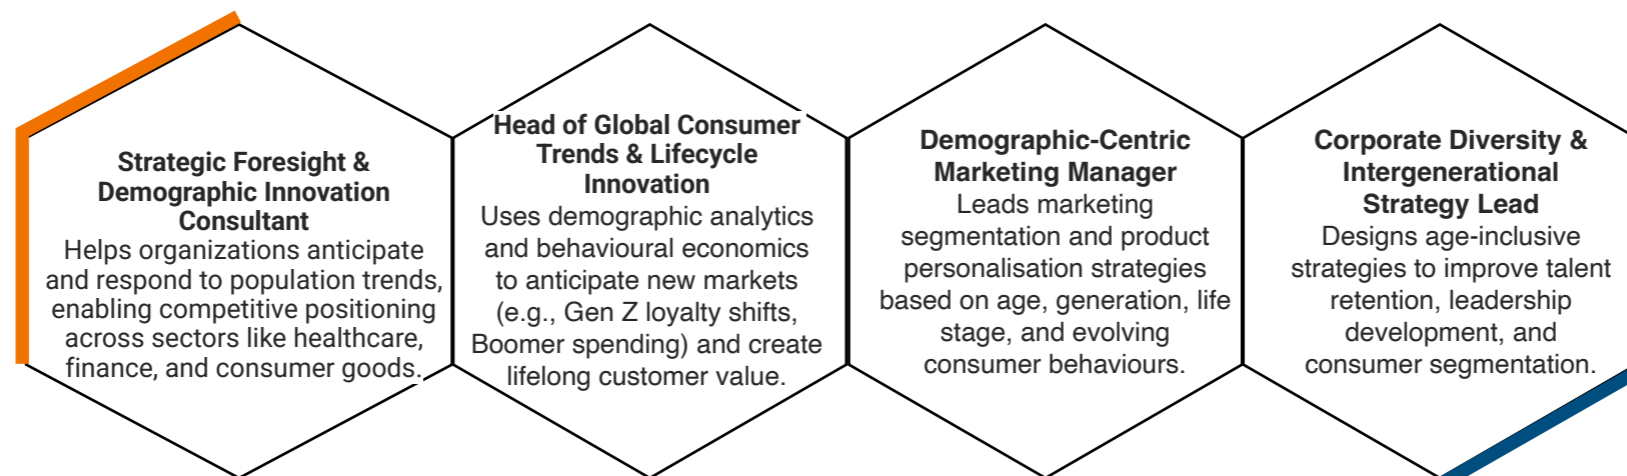 Strategic Foresight &
Demographic Innovation
Consultant
Helps organizations anticipate
and respond to population trends,
enabling competitive positioning
across sectors like healthcare,
finance, and consumer goods.
Head of Global Consumer
Trends & Lifecycle
Innovation
Uses demographic analytics
and behavioural economics
to anticipate new markets
(e.g., Gen Z loyalty shifts,
Boomer spending) and create
lifelong customer value.
Demographic-Centric
Marketing Manager
Leads marketing
segmentation and product
personalisation strategies
based on age, generation, life
stage, and evolving
consumer behaviours.
Corporate Diversity &
Intergenerational
Strategy Lead
Designs age-inclusive
strategies to improve talent
retention, leadership
development, and
consumer segmentation.